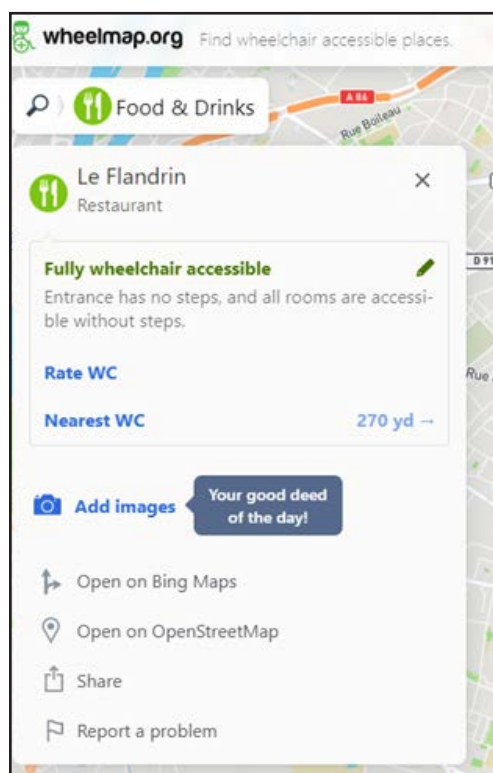 wheelmap.org Find wheelchair accessible places.
Food & Drinks
A 86
Rue Boileau
Le Flandrin
Restaurant
D 91
Fully wheelchair accessible
Entrance has no steps, and all rooms are accessi-
ble without steps.
Rate WC
Rue
Nearest WC 270 yd →
Add images
Your good deed
of the day!
Open on Bing Maps
Open on OpenStreetMap
Share
Report a problem